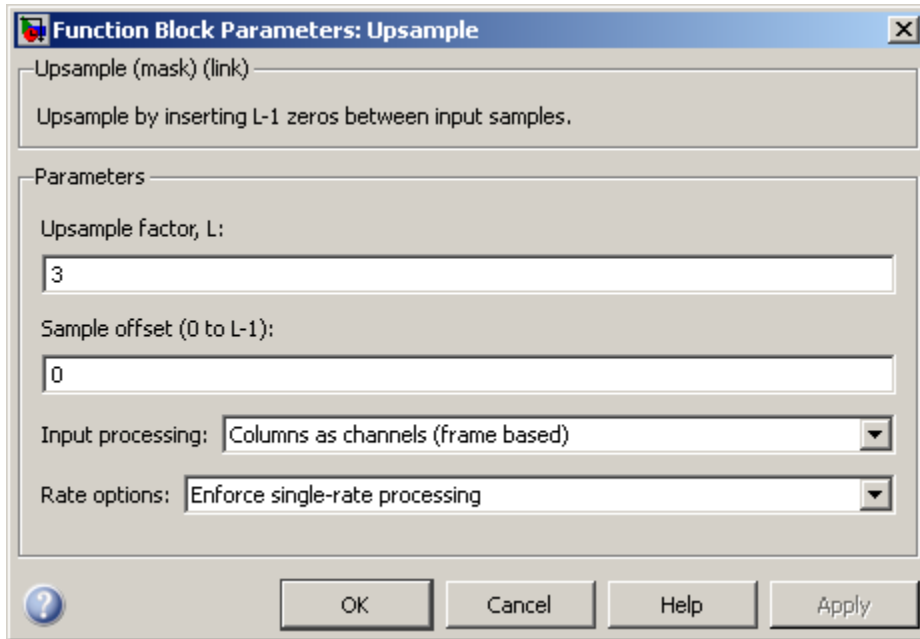 Function Block Parameters: Upsample
Upsample (mask) (link)
Upsample by inserting L-1 zeros between input samples.
Parameters
Upsample factor, L:
3
Sample offset (0 to L-1):
0
Input processing: Columns as channels (frame based)
Rate options: Enforce single-rate processing
? OK Cancel Help Apply